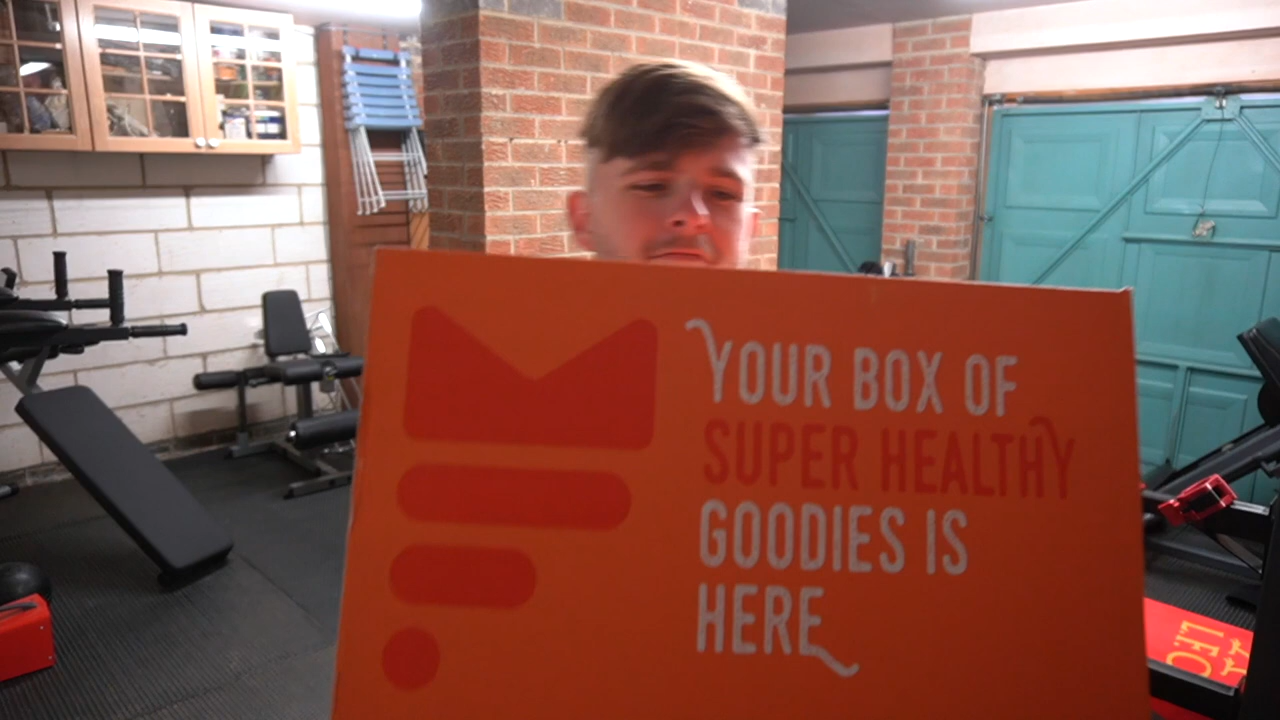 YOUR BOX OF
SUPER HEALTHY
GOODIES IS
HERE
L.F.C